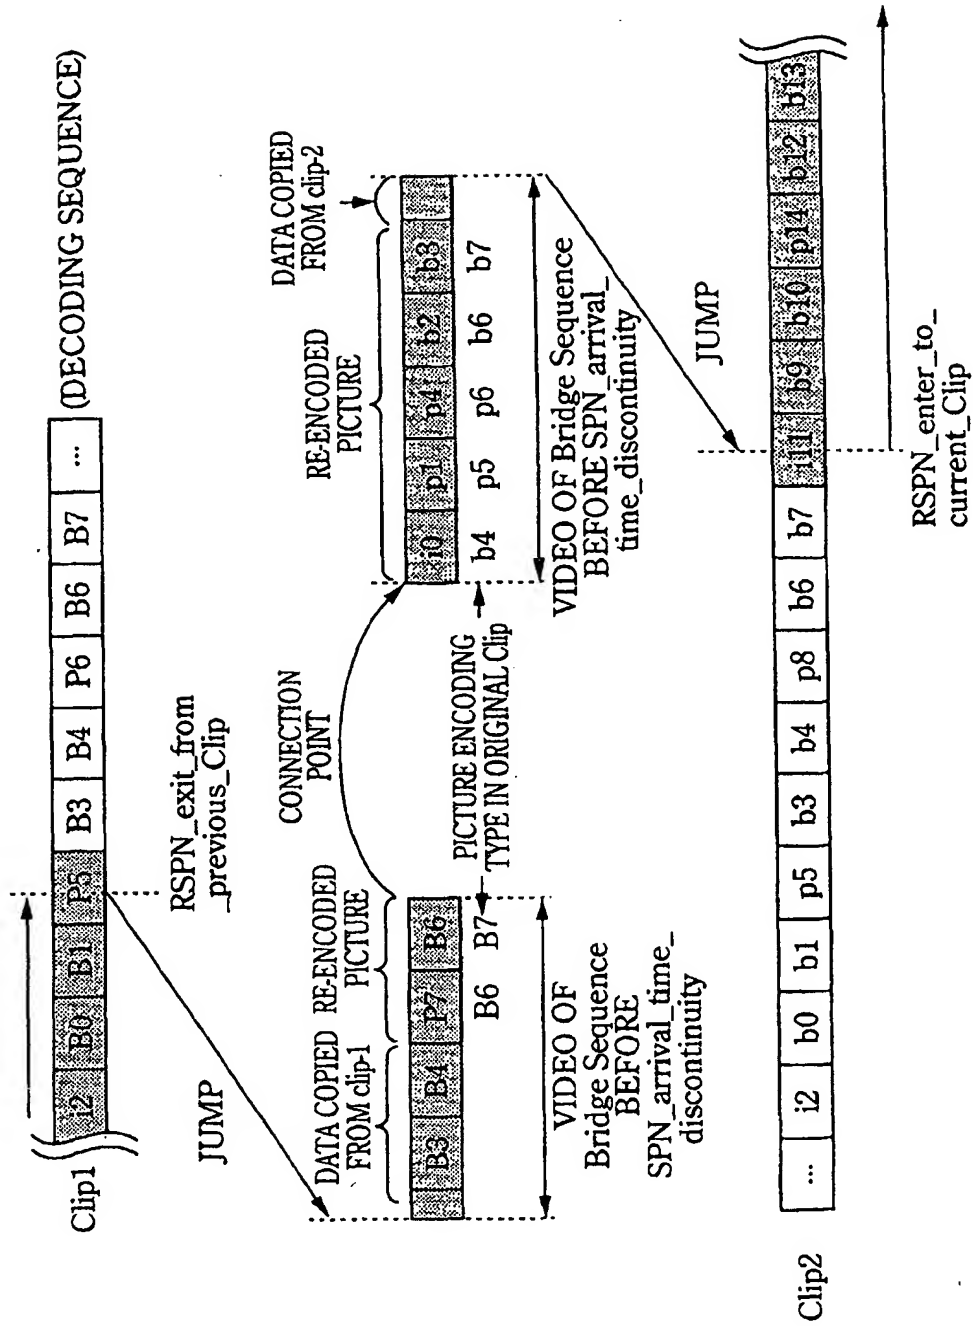 Clip1
i2 B0 B1 P5 B3 B4 P6 B6 B7 ...
(DECODING SEQUENCE)
JUMP
RSPN_exit_from
_previous_Clip
DATA COPIED
FROM clip-1
RE-ENCODED
PICTURE
CONNECTION
POINT
RE-ENCODED
PICTURE
DATA COPIED
FROM clip-2
B3 B4 P7 B6
i0 p1 p4 b2 b3
B6 B7
PICTURE ENCODING
TYPE IN ORIGINAL Clip
b4 p5 p6 b6 b7
VIDEO OF
Bridge Sequence
BEFORE
SPN_arrival_time_
discontinuity
VIDEO OF Bridge Sequence
BEFORE SPN_arrival_
time_discontinuity
JUMP
Clip2
... i2 b0 b1 p5 b3 b4 p8 b6 b7 i11 b9 b10 p14 b12 b13
RSPN_enter_to_
current_Clip